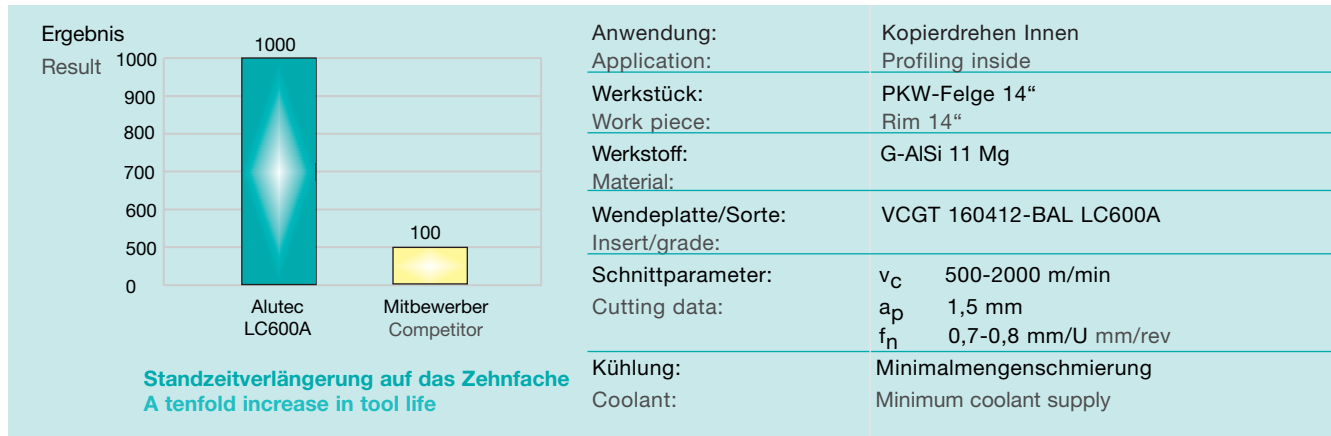 Ergebnis
Result
1000
900
800
700
600
500
0
1000
100
Alutec
LC600A
Mitbewerber
Competitor
Standzeitverlängerung auf das Zehnfache
A tenfold increase in tool life
Anwendung: Kopierdrehen Innen
Application: Profiling inside
Werkstück: PKW-Felge 14“
Work piece: Rim 14“
Werkstoff: G-AlSi 11 Mg
Material:
Wendeplatte/Sorte: VCGT 160412-BAL LC600A
Insert/grade:
Schnittparameter: vc 500-2000 m/min
Cutting data: ap 1,5 mm
fn 0,7-0,8 mm/U mm/rev
Kühlung: Minimalmengenschmierung
Coolant: Minimum coolant supply